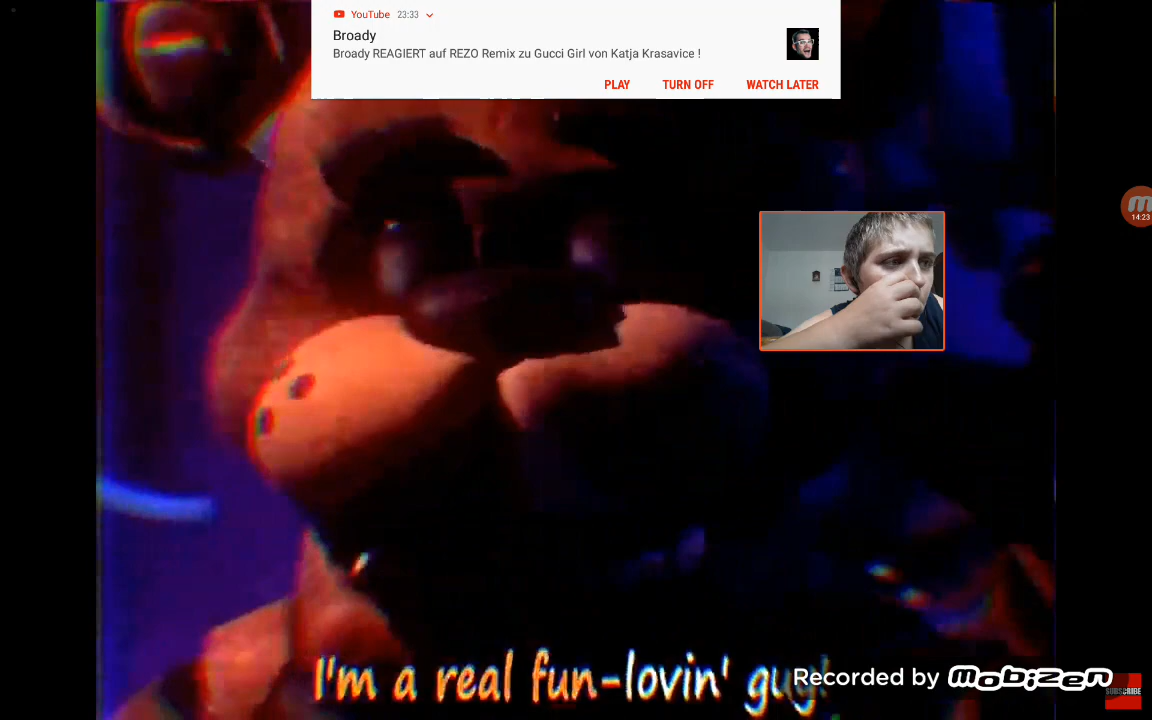 YouTube 23:33
Broady
Broady REAGIERT auf REZO Remix zu Gucci Girl von Katja Krasavice !
PLAY TURN OFF WATCH LATER
14:23
I'm a real fun-lovin' guy!
Recorded by mobizen
SUBSCRIBE